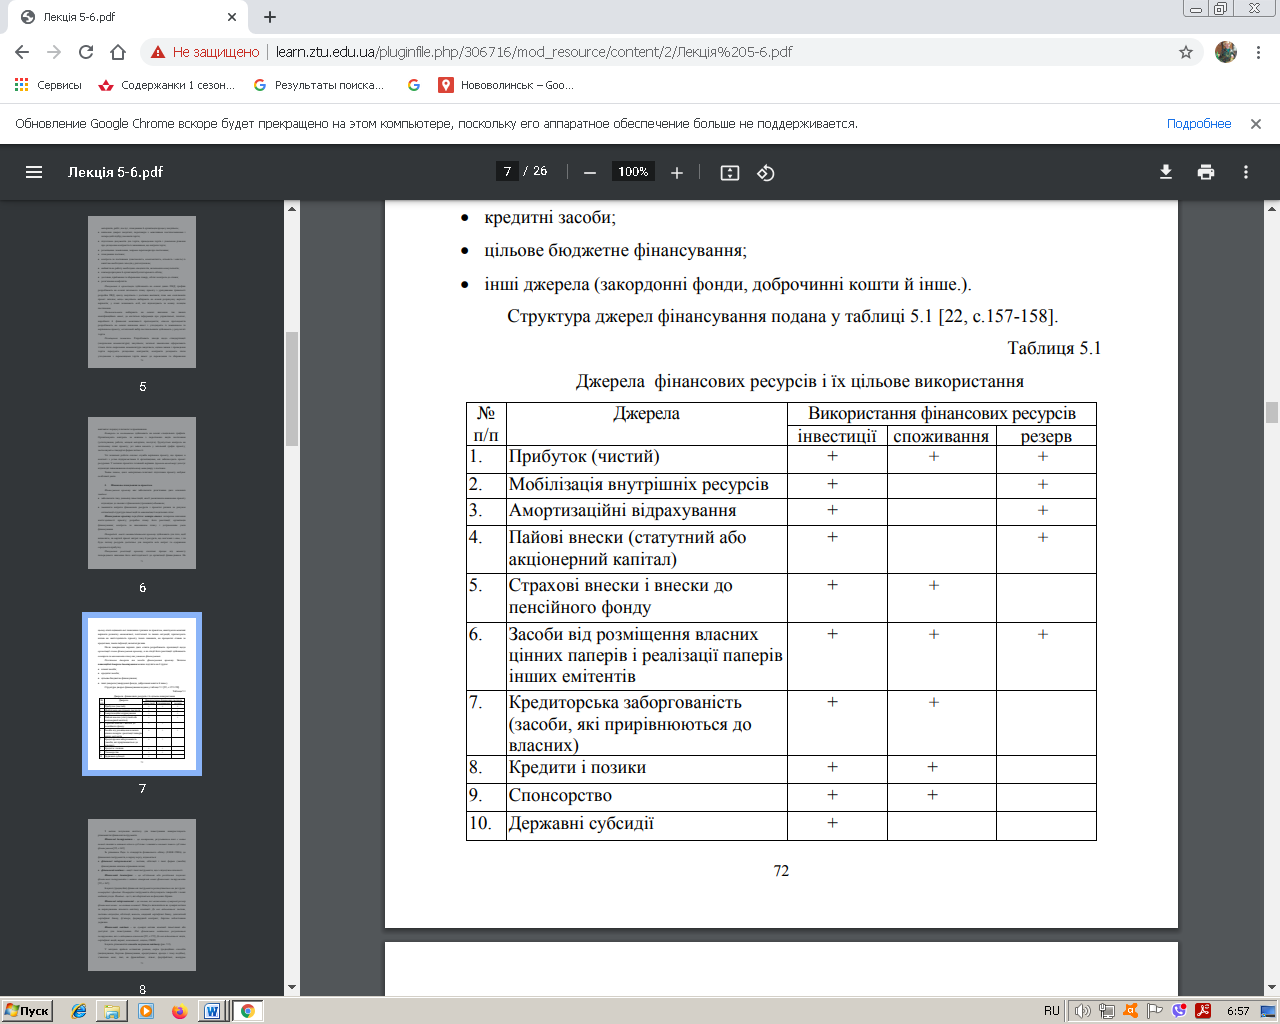 Лекція 5-6.pdf
Не защищено
learn.ztu.edu.ua/pluginfile.php/306716/mod_resource/content/2/Лекція%205-6.pdf
Сервисы
Содержанки 1 сезон...
Результаты поиска...
Нововолинськ – Goo...
Обновление Google Chrome вскоре будет прекращено на этом компьютере, поскольку его аппаратное обеспечение больше не поддерживается.
Подробнее
Лекція 5-6.pdf
7 / 26
100%
5
6
7
8
• кредитні засоби;
• цільове бюджетне фінансування;
• інші джерела (закордонні фонди, доброчинні кошти й інше.).
Структура джерел фінансування подана у таблиці 5.1 [22, с.157-158].
Таблиця 5.1
Джерела фінансових ресурсів і їх цільове використання
№ Джерела Використання фінансових ресурсів
п/п інвестиції споживання резерв
1. Прибуток (чистий) + + +
2. Мобілізація внутрішніх ресурсів + +
3. Амортизаційні відрахування + +
4. Пайові внески (статутний або + +
акціонерний капітал)
5. Страхові внески і внески до + +
пенсійного фонду
6. Засоби від розміщення власних + + +
цінних паперів і реалізації паперів
інших емітентів
7. Кредиторська заборгованість + +
(засоби, які прирівнюються до
власних)
8. Кредити і позики + +
9. Спонсорство + +
10. Державні субсидії +
72
Пуск
RU
6:57